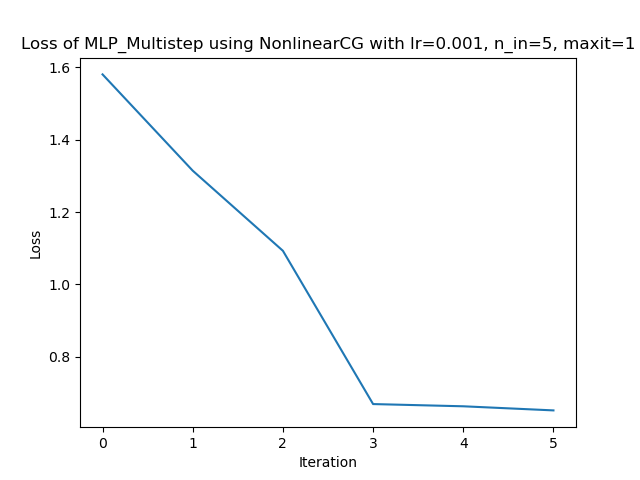 Loss of MLP_Multistep using NonlinearCG with lr=0.001, n_in=5, maxit=1
1.6
1.4
1.2
1.0
0.8
Loss
0 1 2 3 4 5
Iteration